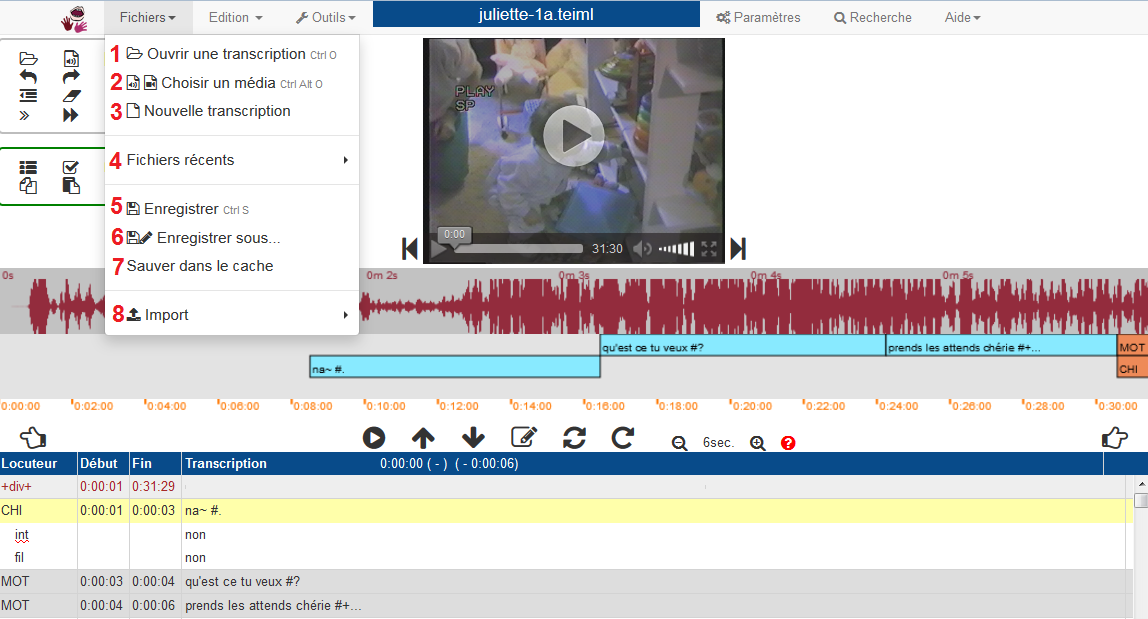 Fichiers Edition Outils juliette-1a.teiml Paramètres Recherche Aide
1 Ouvrir une transcription Ctrl O
2 Choisir un média Ctrl Alt O
3 Nouvelle transcription
4 Fichiers récents
5 Enregistrer Ctrl S
6 Enregistrer sous...
7 Sauver dans le cache
8 Import
PLAY
SP
0:00
31:30
0s 0m 2s 0m 3s 0m 4s 0m 5s
qu'est ce tu veux #? prends les attends chérie #+... MOT
na~ #. CHI
0:00:00 0:02:00 0:04:00 0:06:00 0:08:00 0:10:00 0:12:00 0:14:00 0:16:00 0:18:00 0:20:00 0:22:00 0:24:00 0:26:00 0:28:00 0:30:00
6sec. ?
Locuteur Début Fin Transcription 0:00:00 ( - ) ( - 0:00:06)
+div+ 0:00:01 0:31:29
CHI 0:00:01 0:00:03 na~ #.
int non
fil non
MOT 0:00:03 0:00:04 qu'est ce tu veux #?
MOT 0:00:04 0:00:06 prends les attends chérie #+...